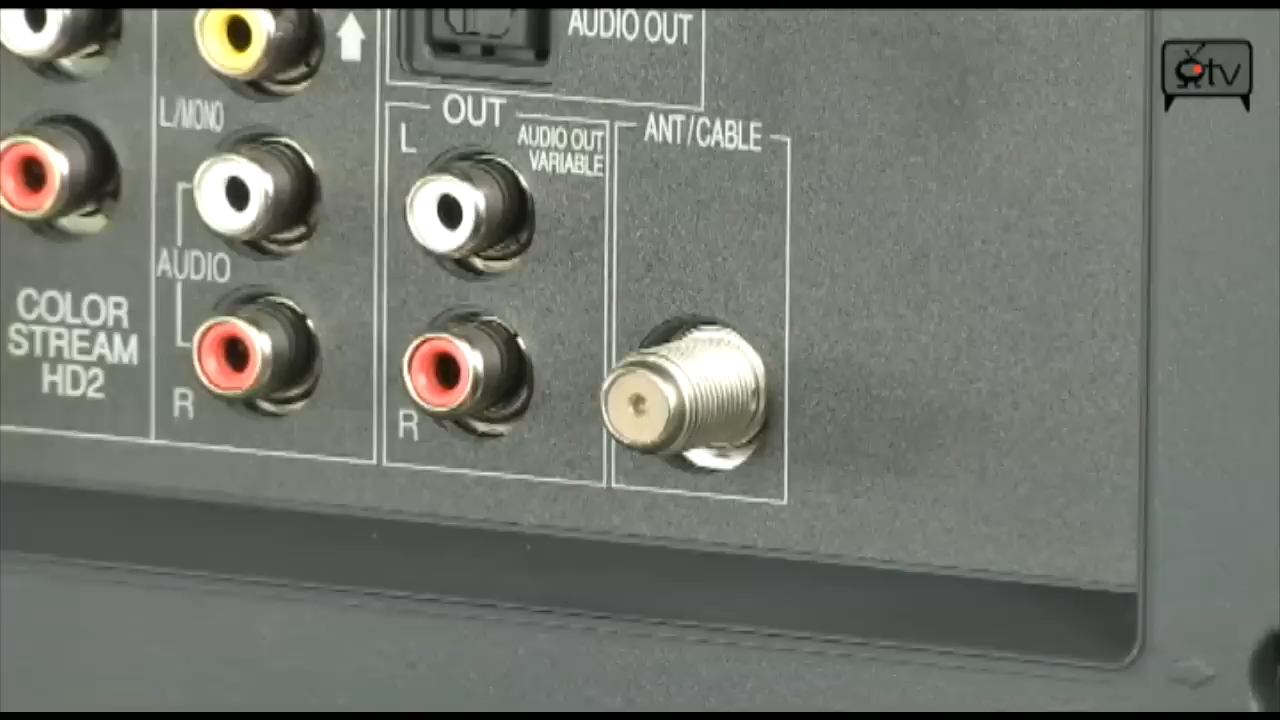 AUDIO OUT
L/MONO
OUT
L
AUDIO OUT
VARIABLE
ANT/CABLE
AUDIO
COLOR
STREAM
HD2
R
R
tv